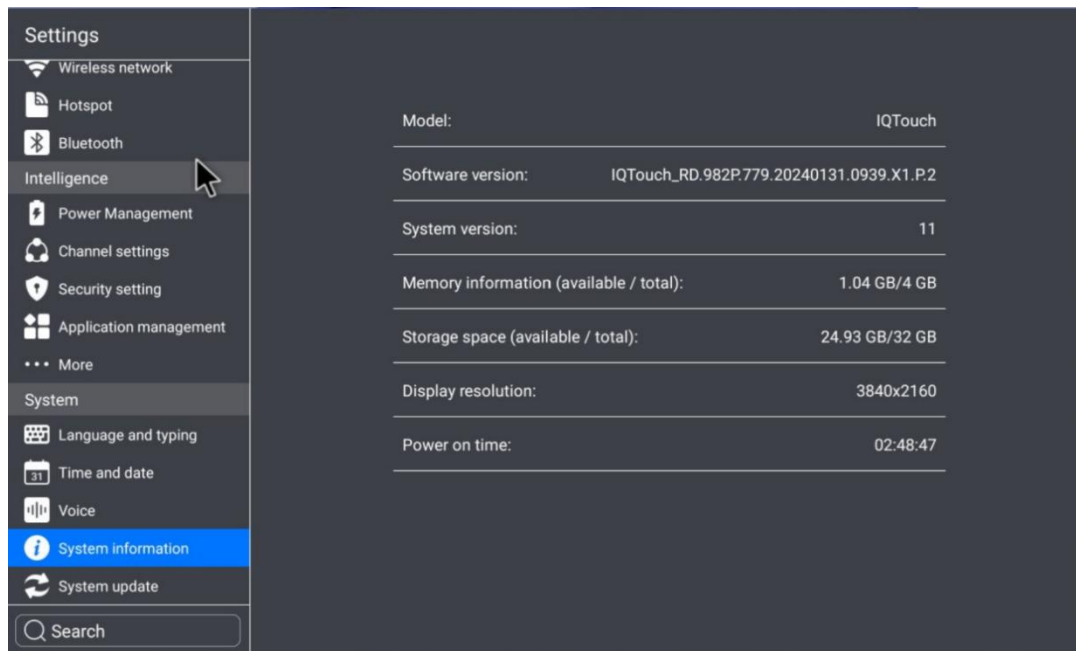 Settings
Wireless network
Hotspot
Bluetooth
Intelligence
Power Management
Channel settings
Security setting
Application management
More
System
Language and typing
31
Time and date
Voice
System information
System update
Search
Model: IQTouch
Software version: IQTouch_RD.982P.779.20240131.0939.X1.P.2
System version: 11
Memory information (available / total): 1.04 GB/4 GB
Storage space (available / total): 24.93 GB/32 GB
Display resolution: 3840x2160
Power on time: 02:48:47